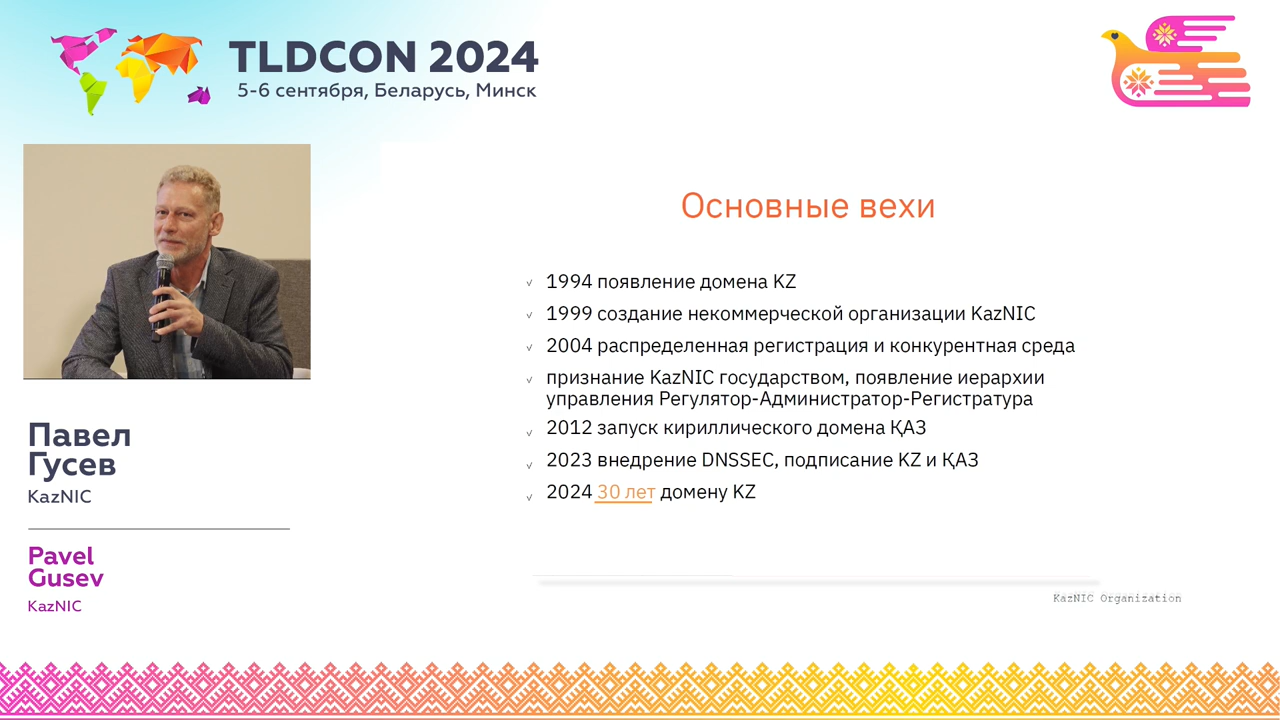 TLDCON 2024
5-6 сентября, Беларусь, Минск
Павел
Гусев
KazNIC
Pavel
Gusev
KazNIC
Основные вехи
1994 появление домена KZ
1999 создание некоммерческой организации KazNIC
2004 распределенная регистрация и конкурентная среда
признание KazNIC государством, появление иерархии
управления Регулятор-Администратор-Регистратура
2012 запуск кириллического домена ҚАЗ
2023 внедрение DNSSEC, подписание KZ и ҚАЗ
2024 30 лет домену KZ
KazNIC Organization